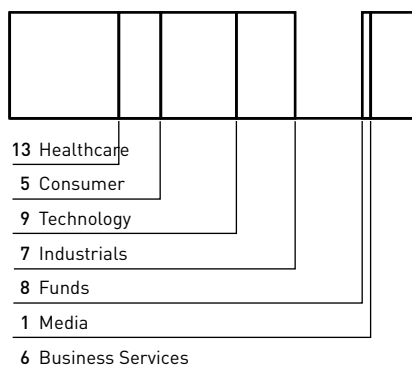 13 Healthcare
5 Consumer
9 Technology
7 Industrials
8 Funds
1 Media
6 Business Services